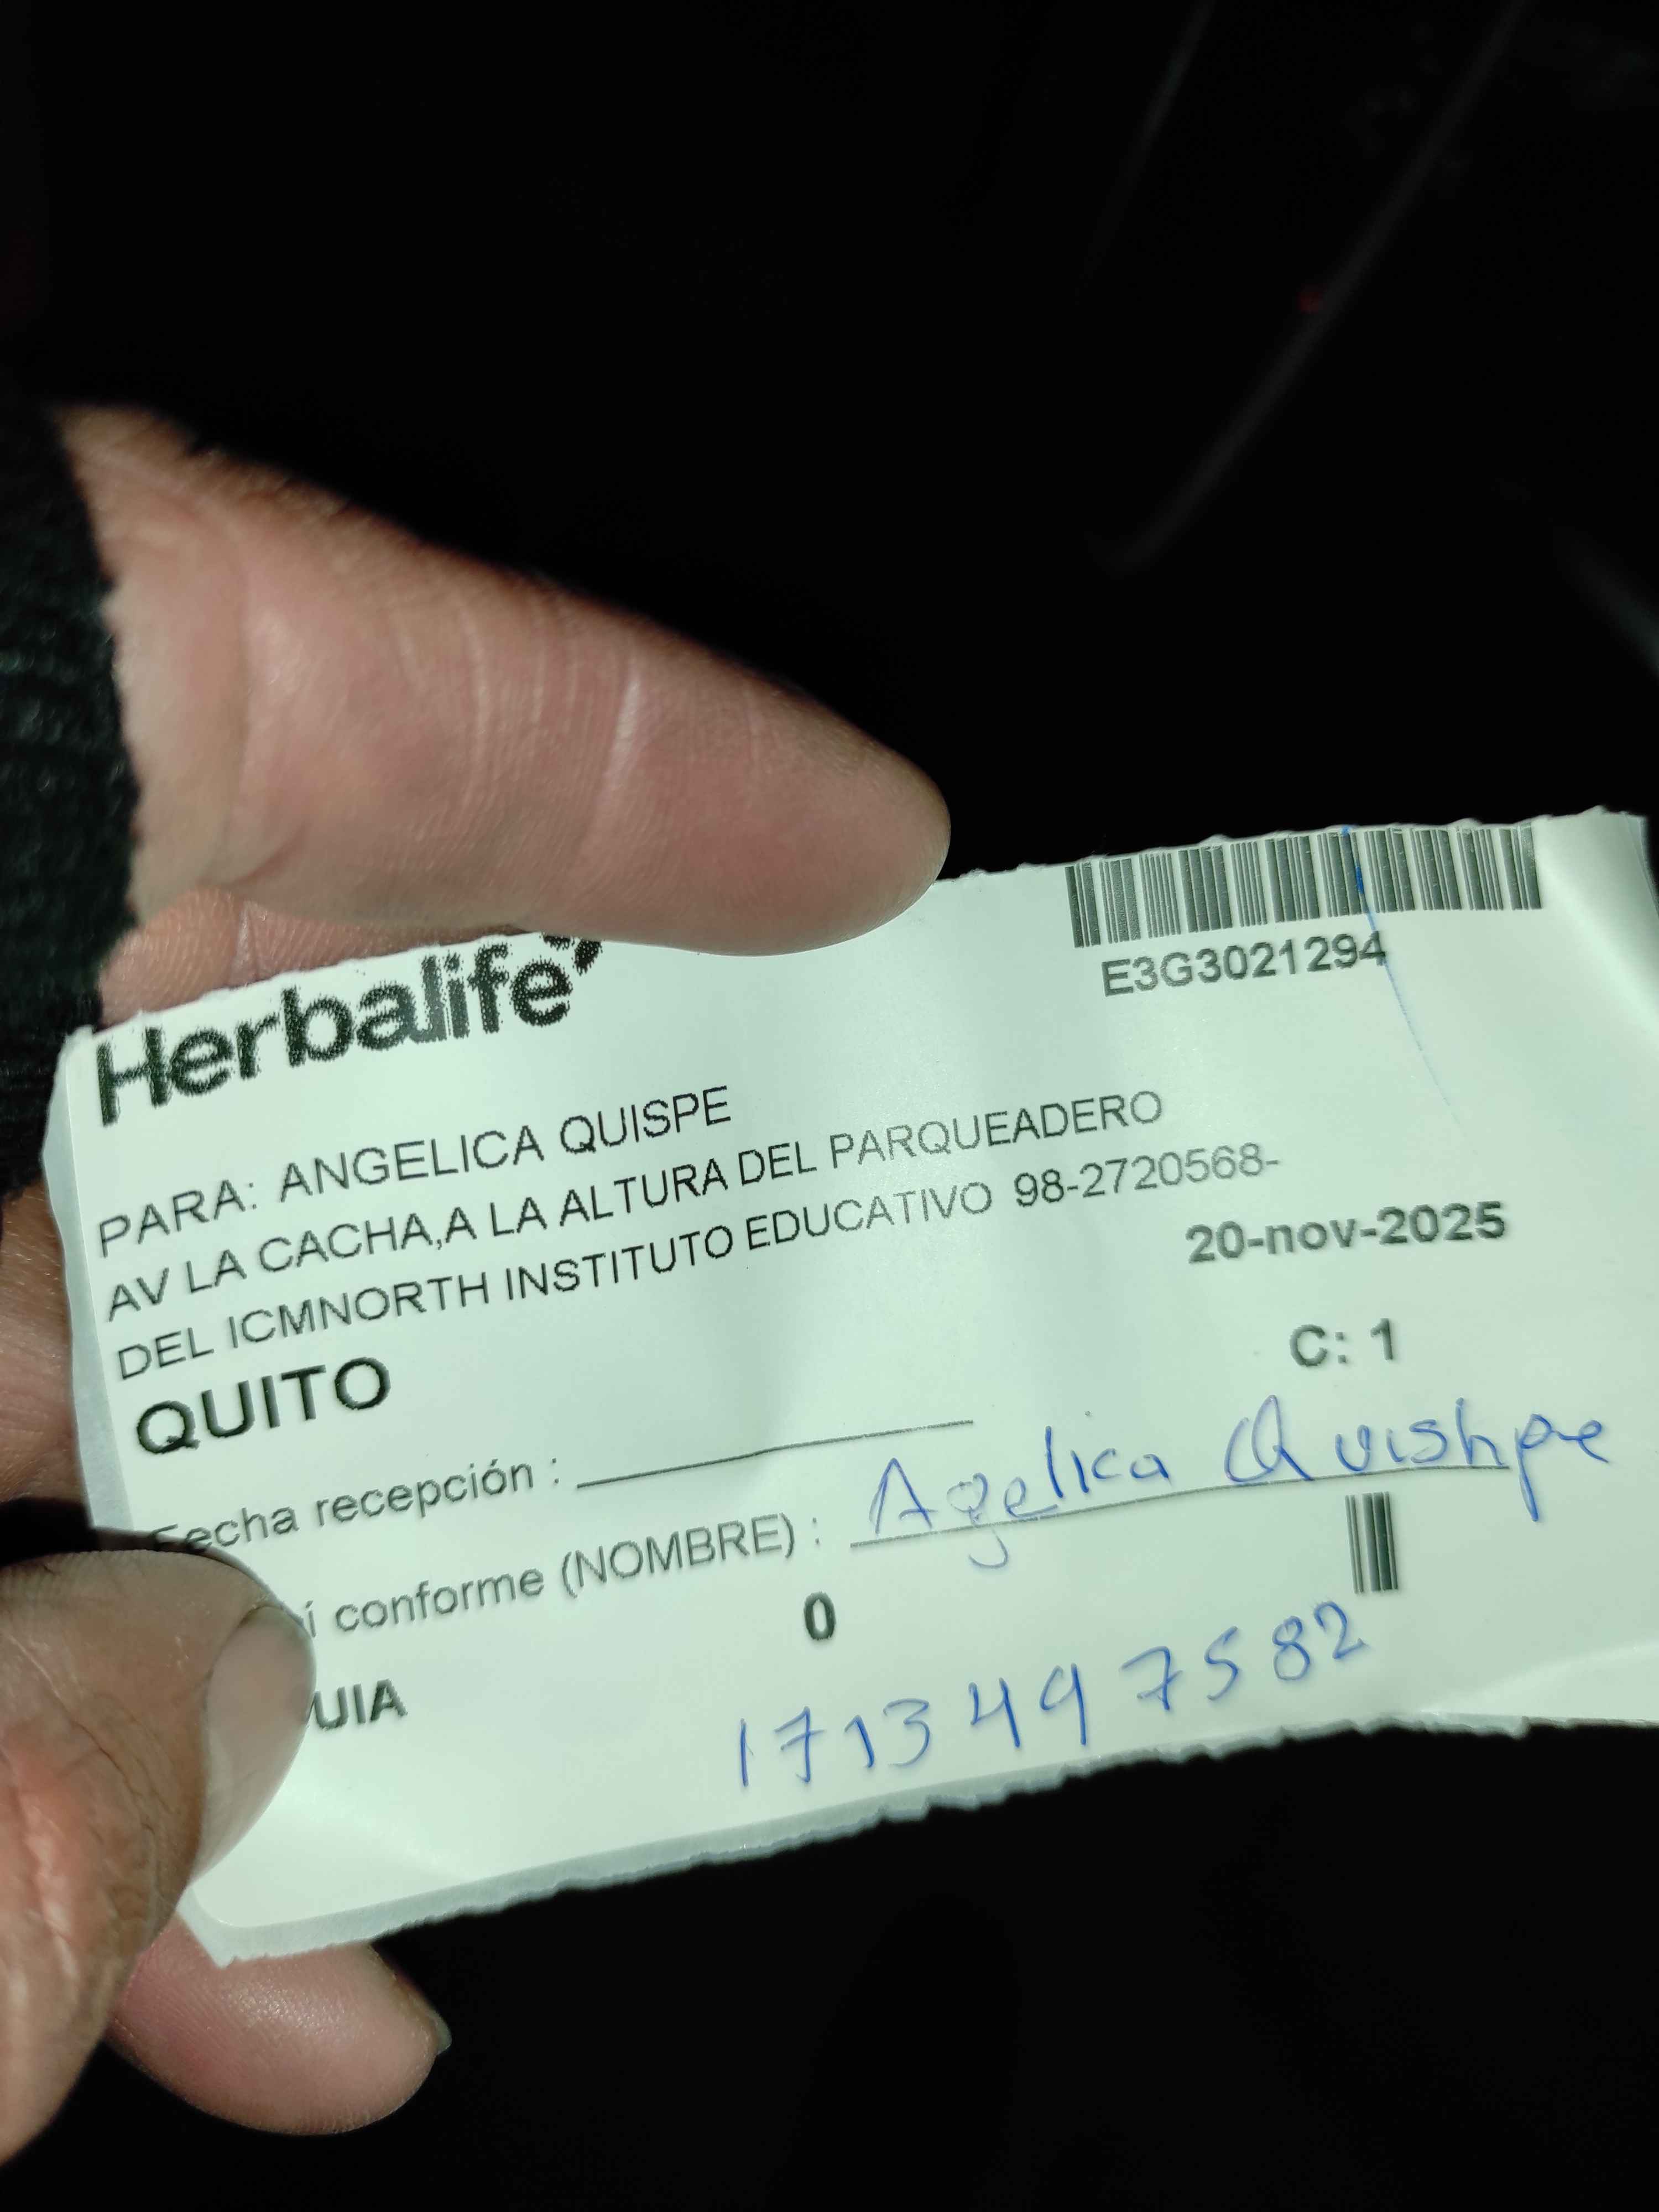 Herbalife
E3G3021294
PARA: ANGELICA QUISPE
AV LA CACHA,A LA ALTURA DEL PARQUEADERO
DEL ICMNORTH INSTITUTO EDUCATIVO 98-2720568-
20-nov-2025
QUITO
C: 1
Fecha recepción :
í conforme (NOMBRE) : Agelica Quishpe
0
UIA
1713497582